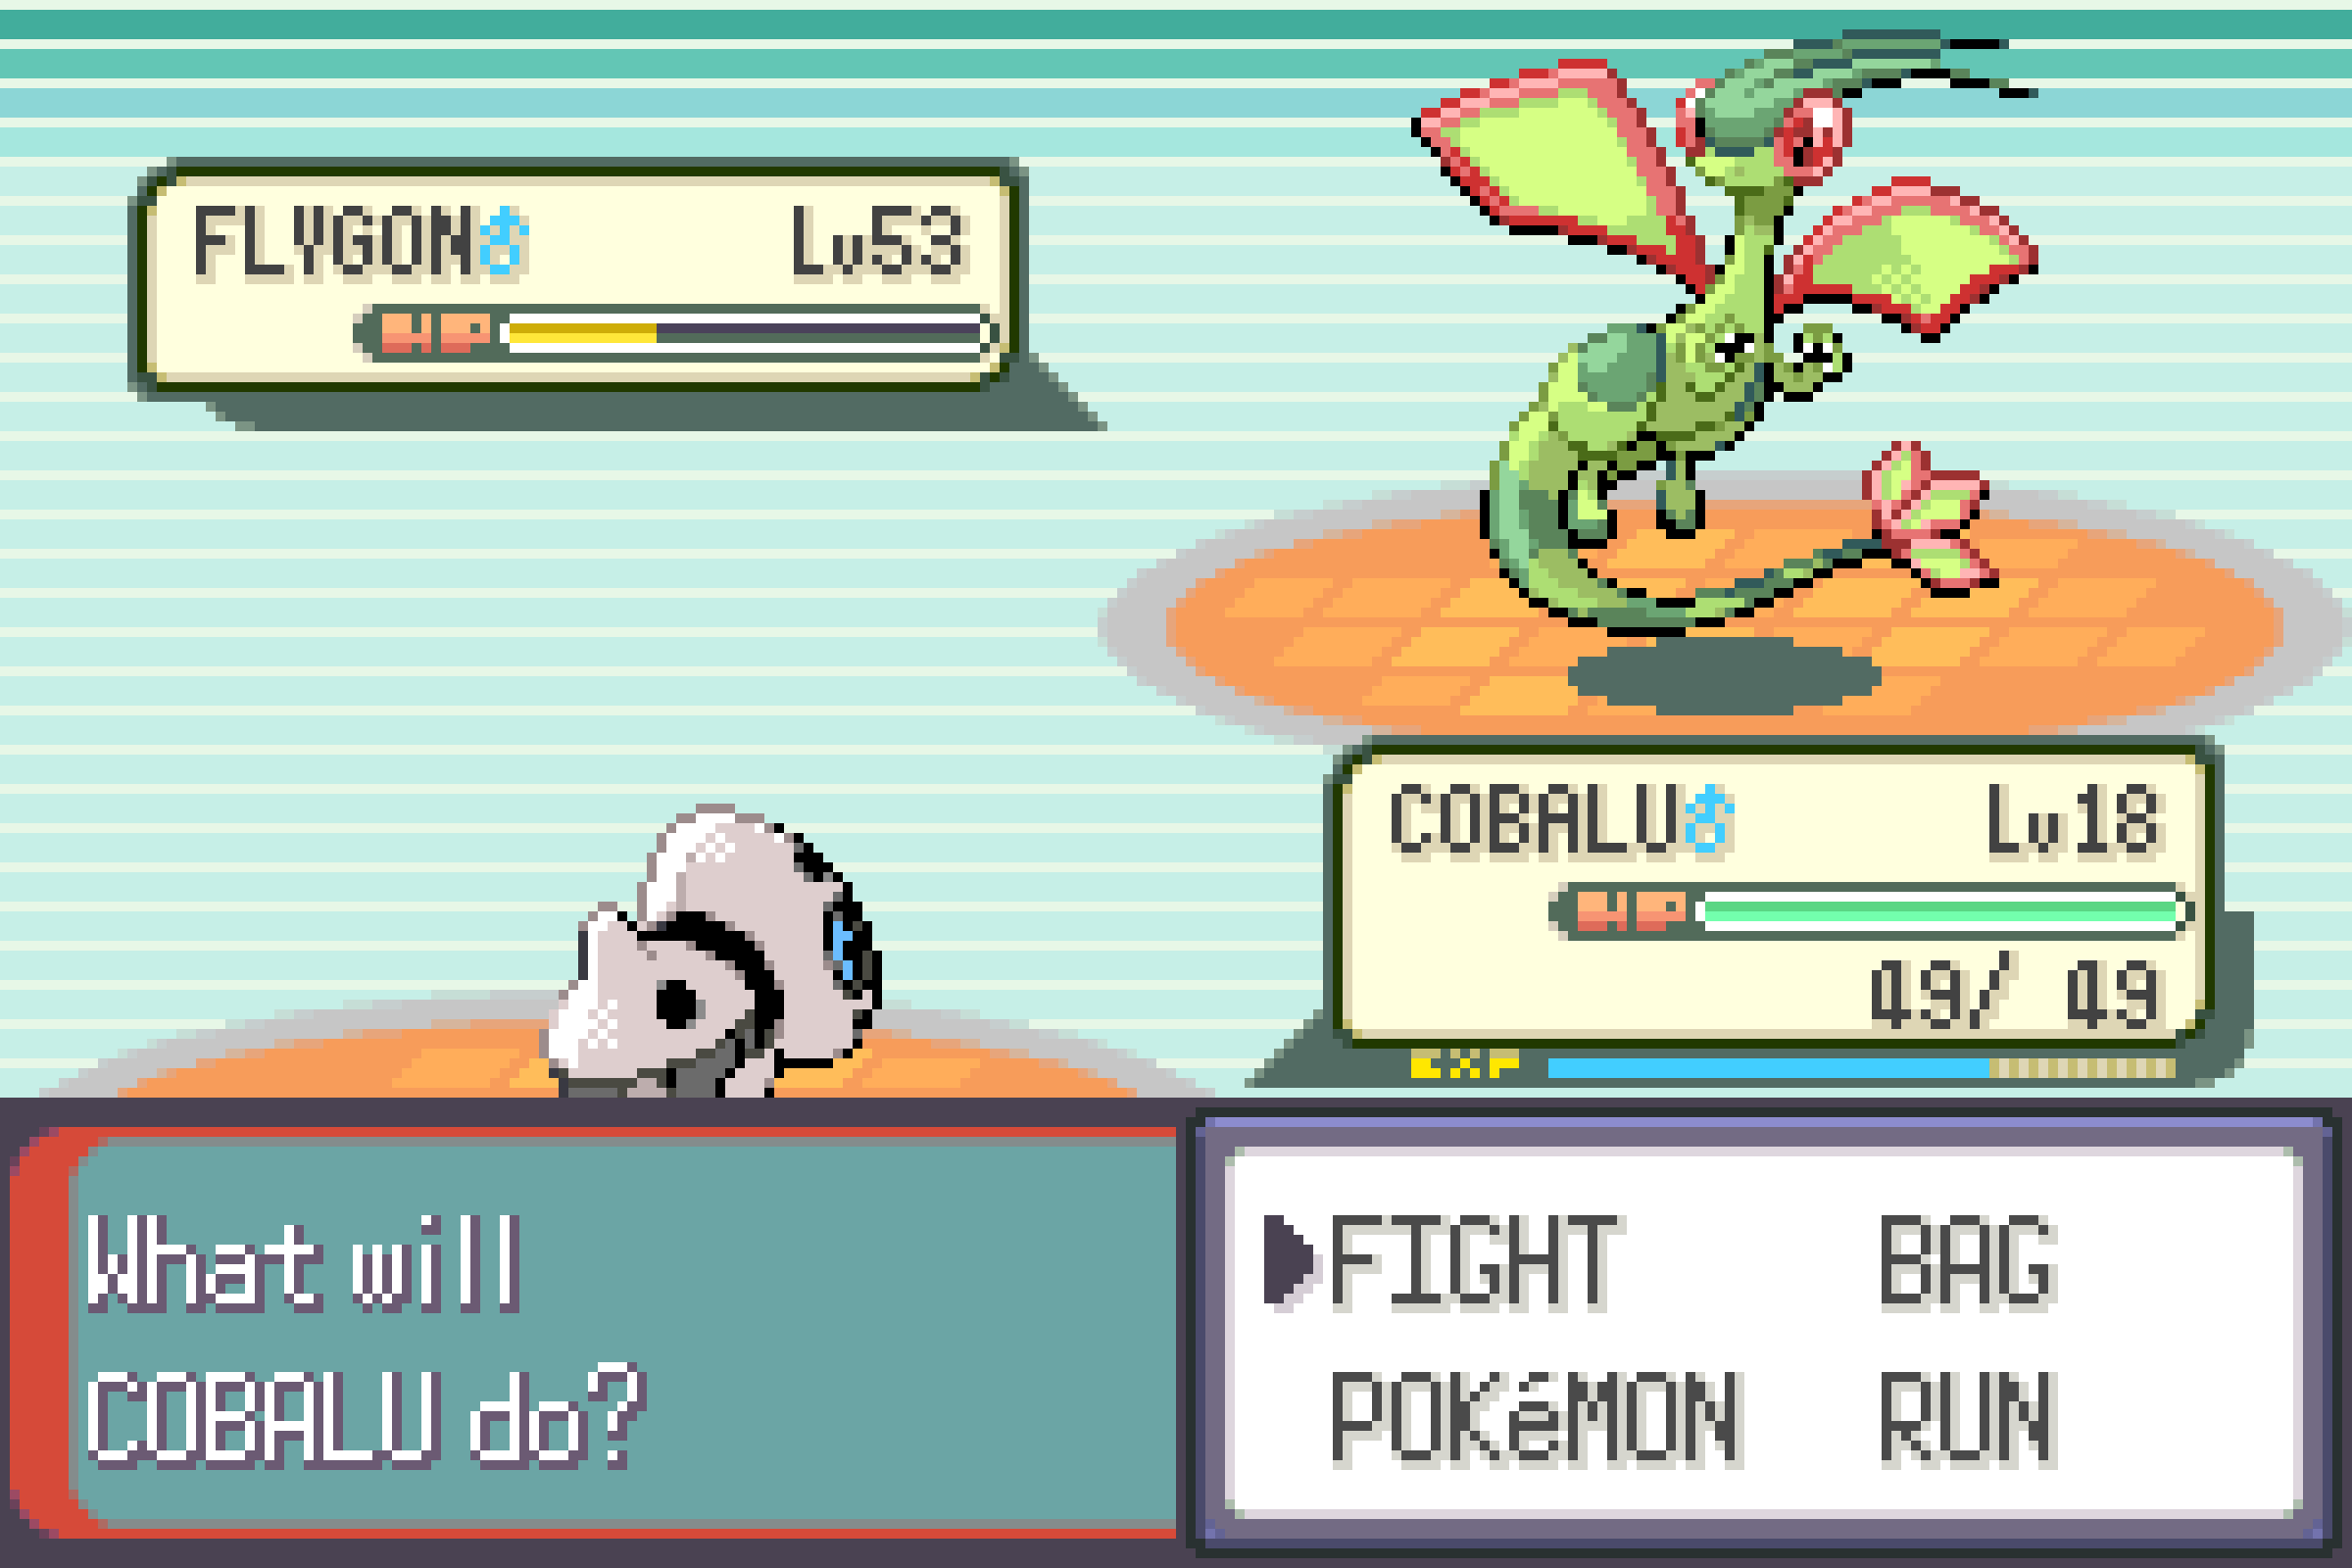 FLYGON♂ Lv53
HP
COBALU♂ Lv18
HP
49/ 49
EXP
What will
COBALU do?
▶FIGHT BAG
POKéMON RUN